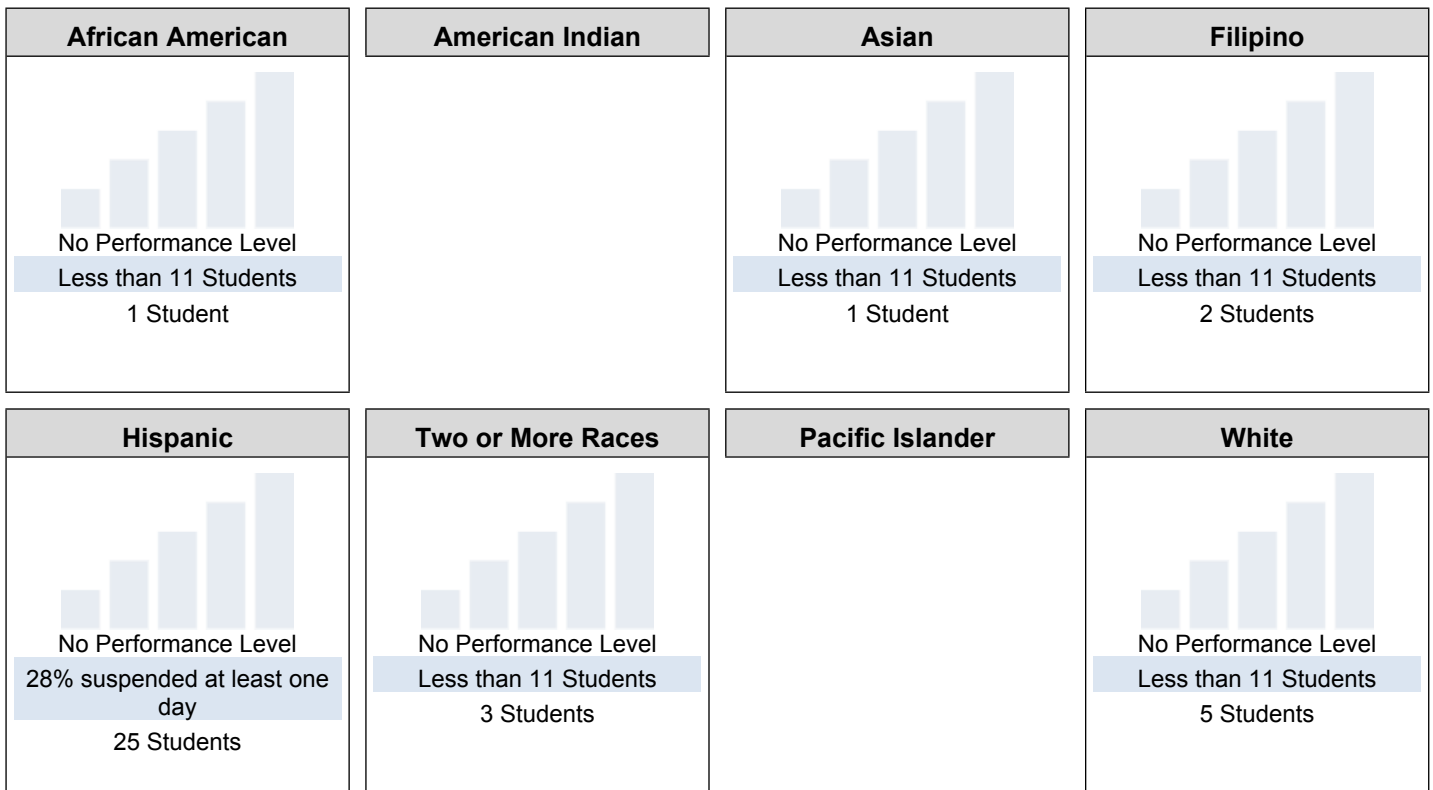 African American
American Indian
Asian
Filipino
No Performance Level
Less than 11 Students
1 Student
No Performance Level
Less than 11 Students
1 Student
No Performance Level
Less than 11 Students
2 Students
Hispanic
Two or More Races
Pacific Islander
White
No Performance Level
28% suspended at least one
day
25 Students
No Performance Level
Less than 11 Students
3 Students
No Performance Level
Less than 11 Students
5 Students